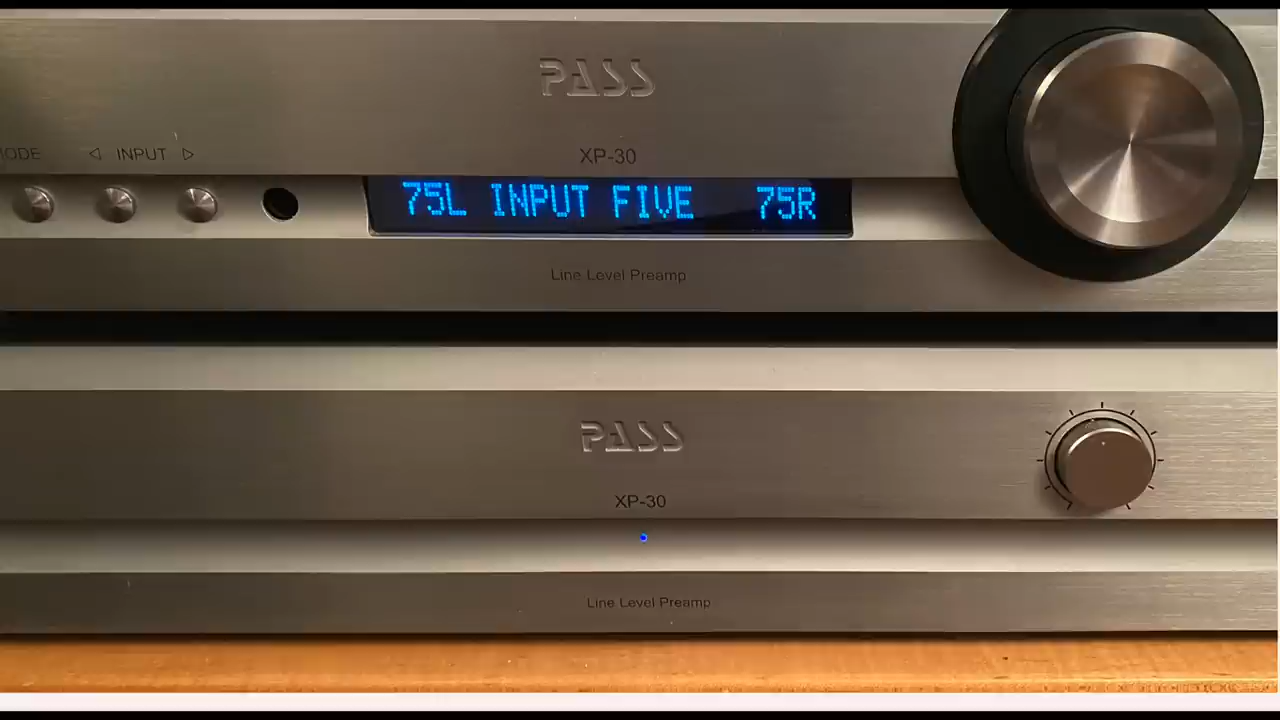 PASS
MODE ◁ INPUT ▷
XP-30
75L INPUT FIVE 75R
Line Level Preamp
PASS
XP-30
Line Level Preamp